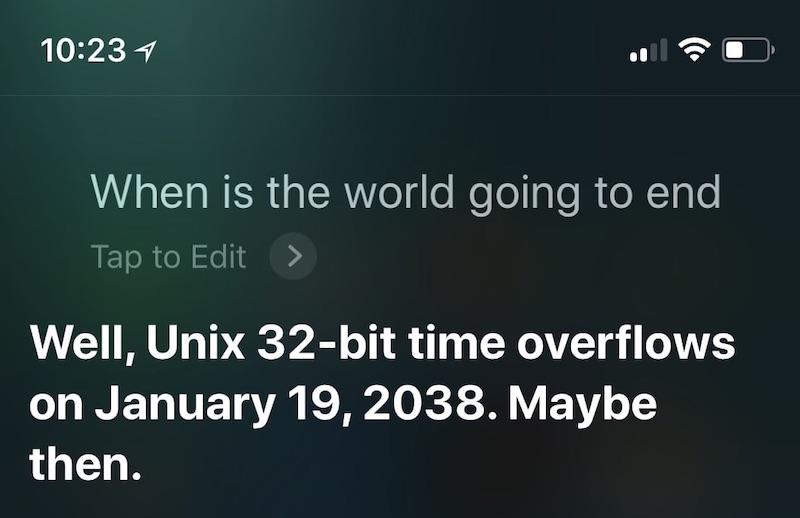 10:23
When is the world going to end
Tap to Edit
Well, Unix 32-bit time overflows
on January 19, 2038. Maybe
then.